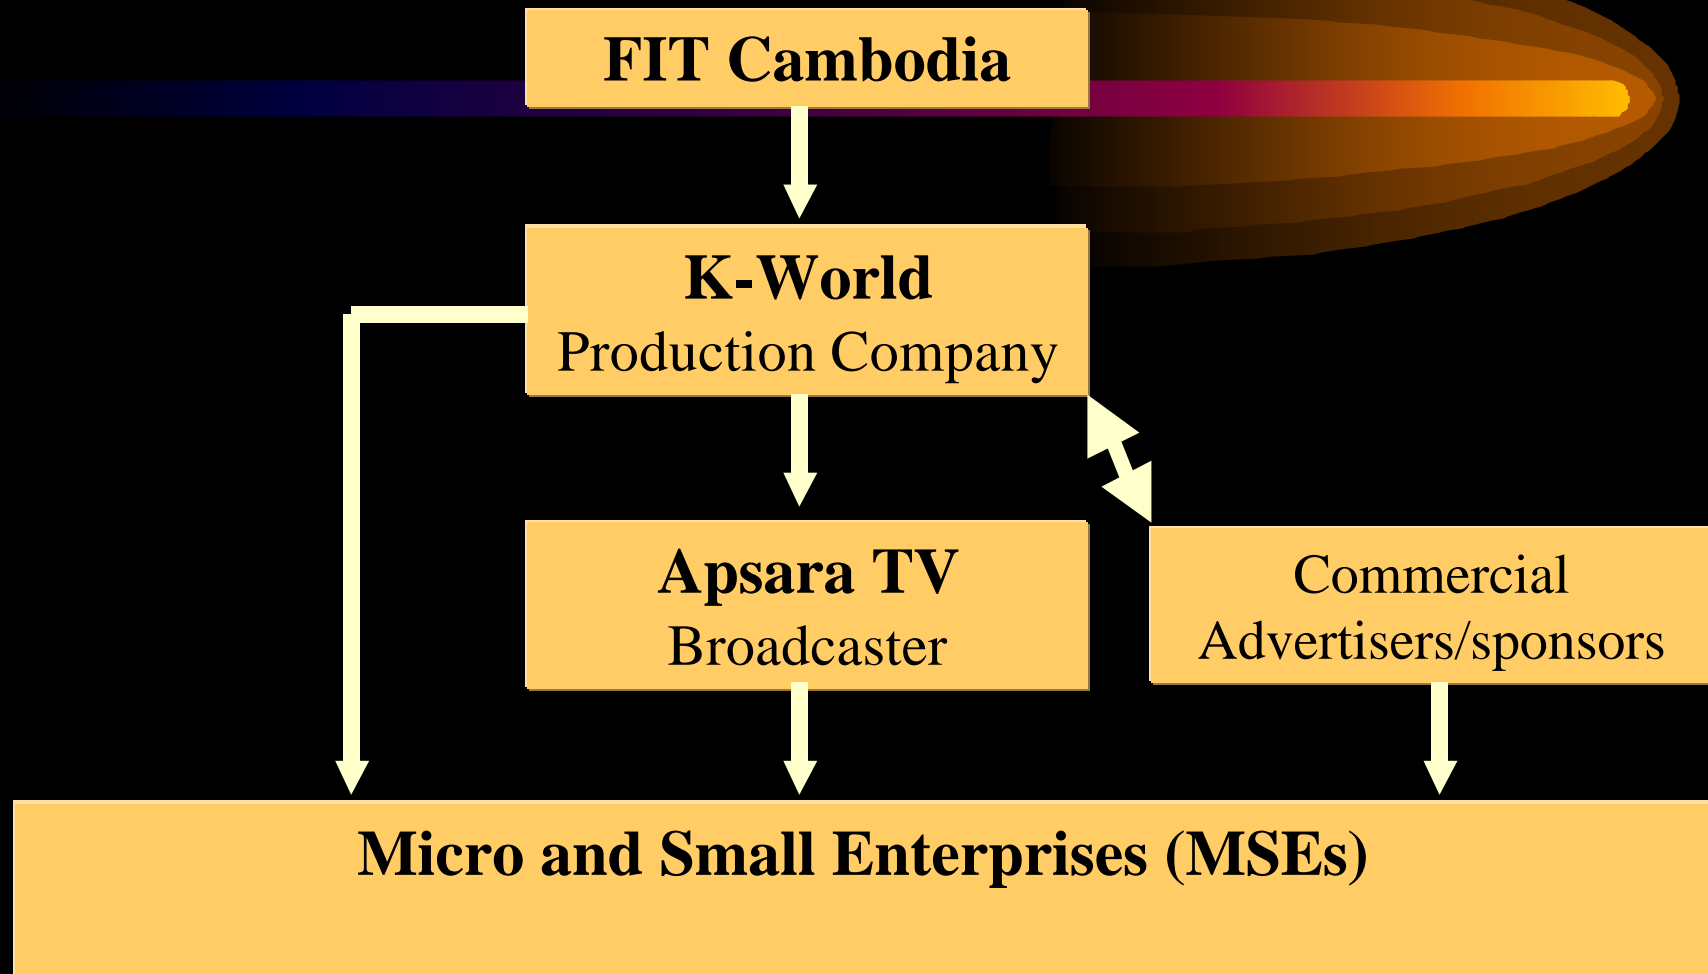 FIT Cambodia
K-World
Production Company
Apsara TV
Broadcaster
Commercial
Advertisers/sponsors
Micro and Small Enterprises (MSEs)